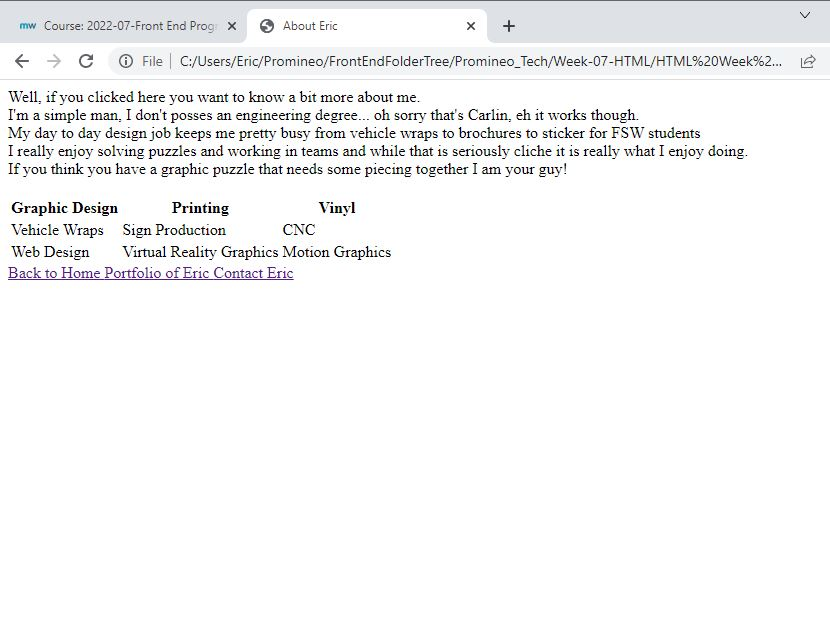 mw Course: 2022-07-Front End Progr
About Eric
File C:/Users/Eric/Promineo/FrontEndFolderTree/Promineo_Tech/Week-07-HTML/HTML%20Week%2...
Well, if you clicked here you want to know a bit more about me.
I'm a simple man, I don't posses an engineering degree... oh sorry that's Carlin, eh it works though.
My day to day design job keeps me pretty busy from vehicle wraps to brochures to sticker for FSW students
I really enjoy solving puzzles and working in teams and while that is seriously cliche it is really what I enjoy doing.
If you think you have a graphic puzzle that needs some piecing together I am your guy!
Graphic Design Printing Vinyl
Vehicle Wraps Sign Production CNC
Web Design Virtual Reality Graphics Motion Graphics
Back to Home Portfolio of Eric Contact Eric